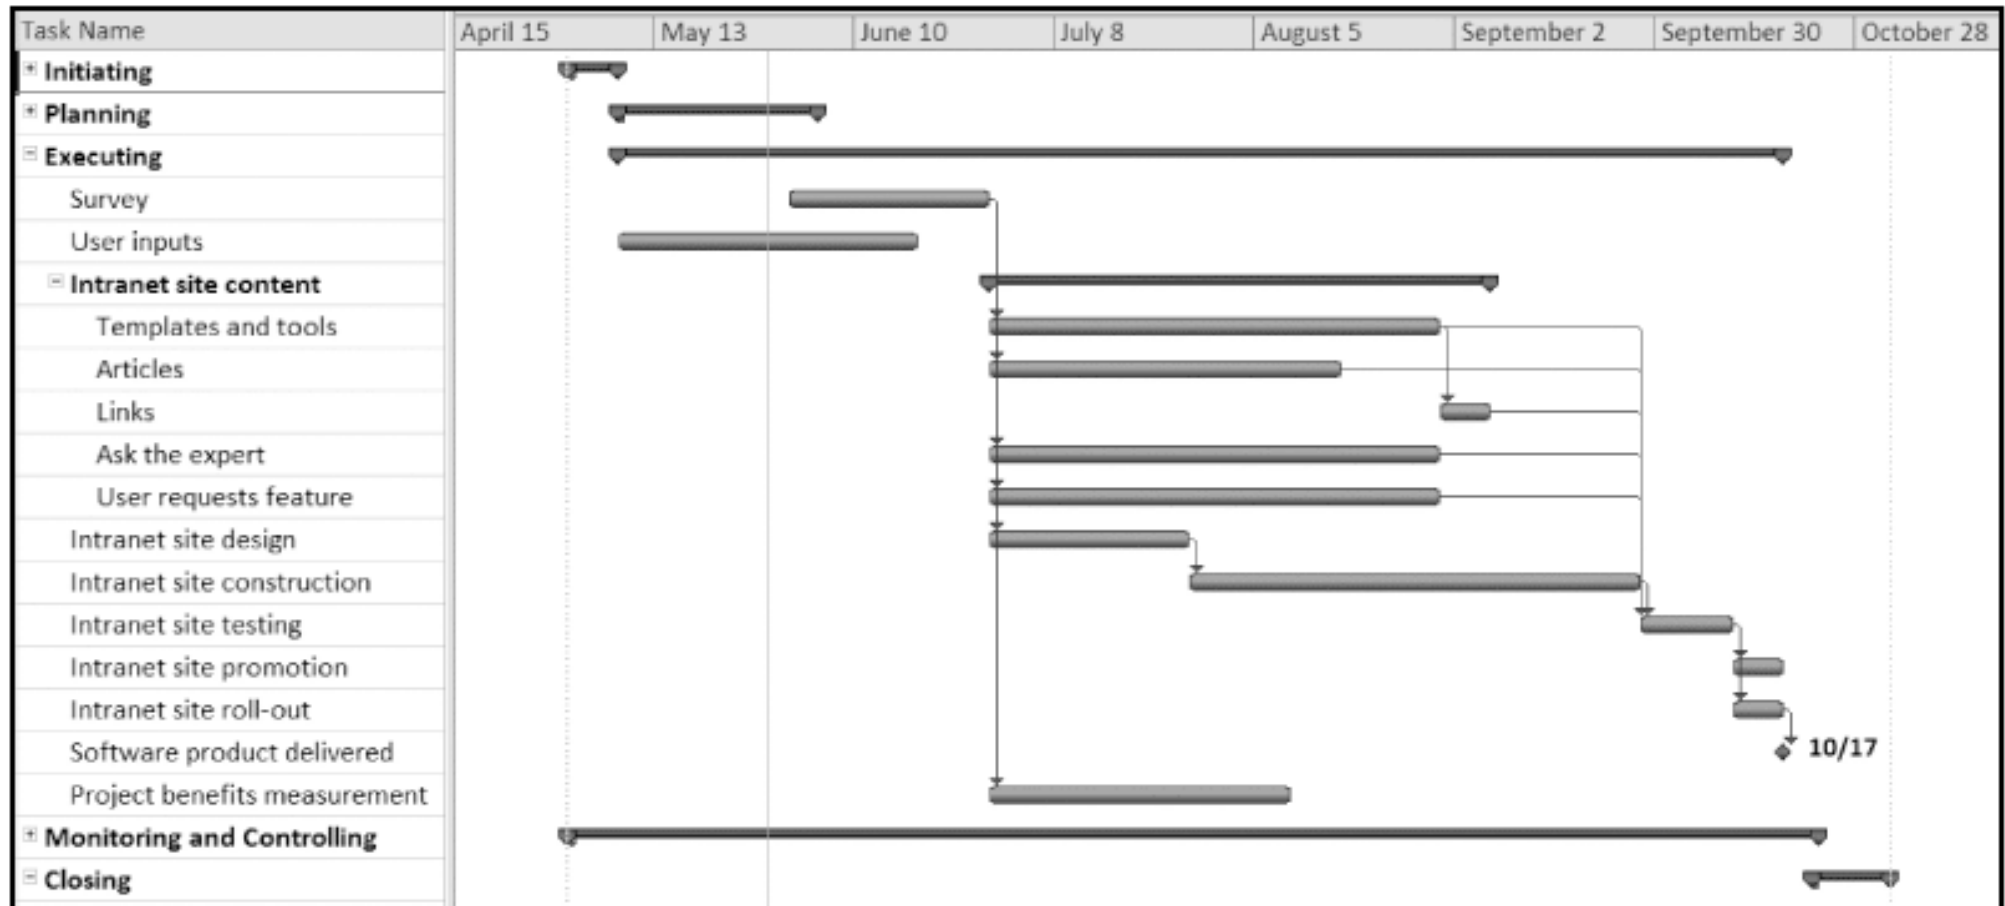 Task Name April 15 May 13 June 10 July 8 August 5 September 2 September 30 October 28
Initiating
Planning
Executing
Survey
User inputs
Intranet site content
Templates and tools
Articles
Links
Ask the expert
User requests feature
Intranet site design
Intranet site construction
Intranet site testing
Intranet site promotion
Intranet site roll-out
Software product delivered 10/17
Project benefits measurement
Monitoring and Controlling
Closing